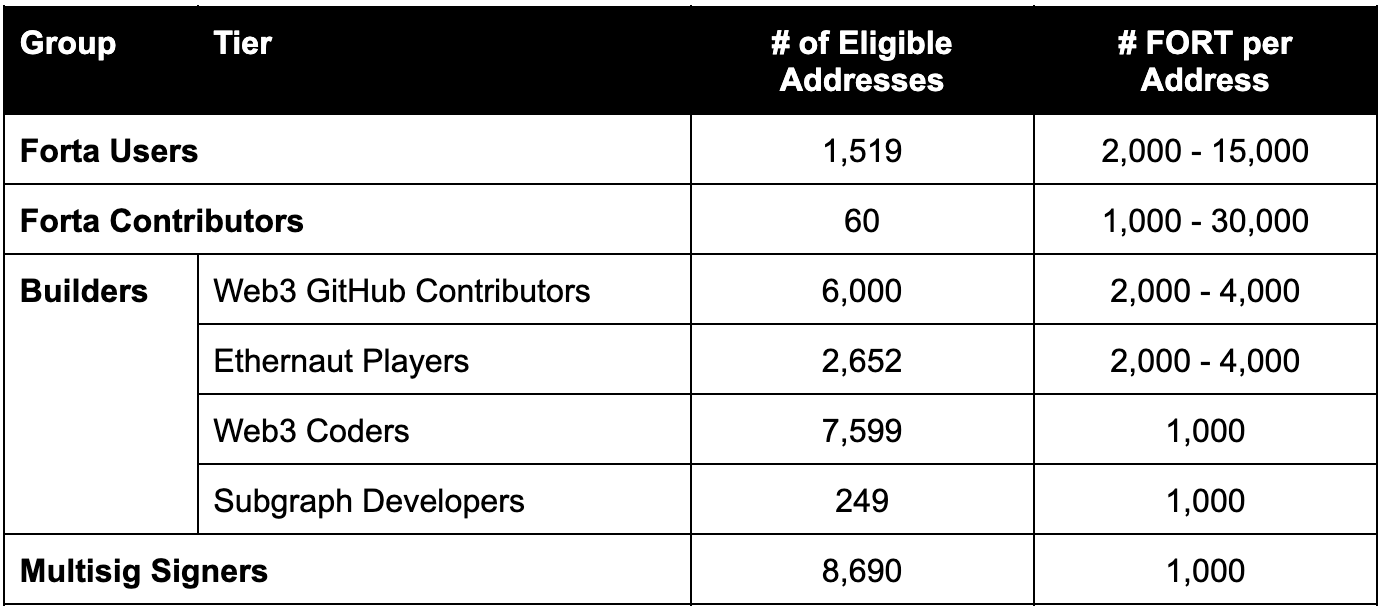 Group Tier # of Eligible Addresses # FORT per Address
Forta Users 1,519 2,000 - 15,000
Forta Contributors 60 1,000 - 30,000
Builders Web3 GitHub Contributors 6,000 2,000 - 4,000
Ethernaut Players 2,652 2,000 - 4,000
Web3 Coders 7,599 1,000
Subgraph Developers 249 1,000
Multisig Signers 8,690 1,000